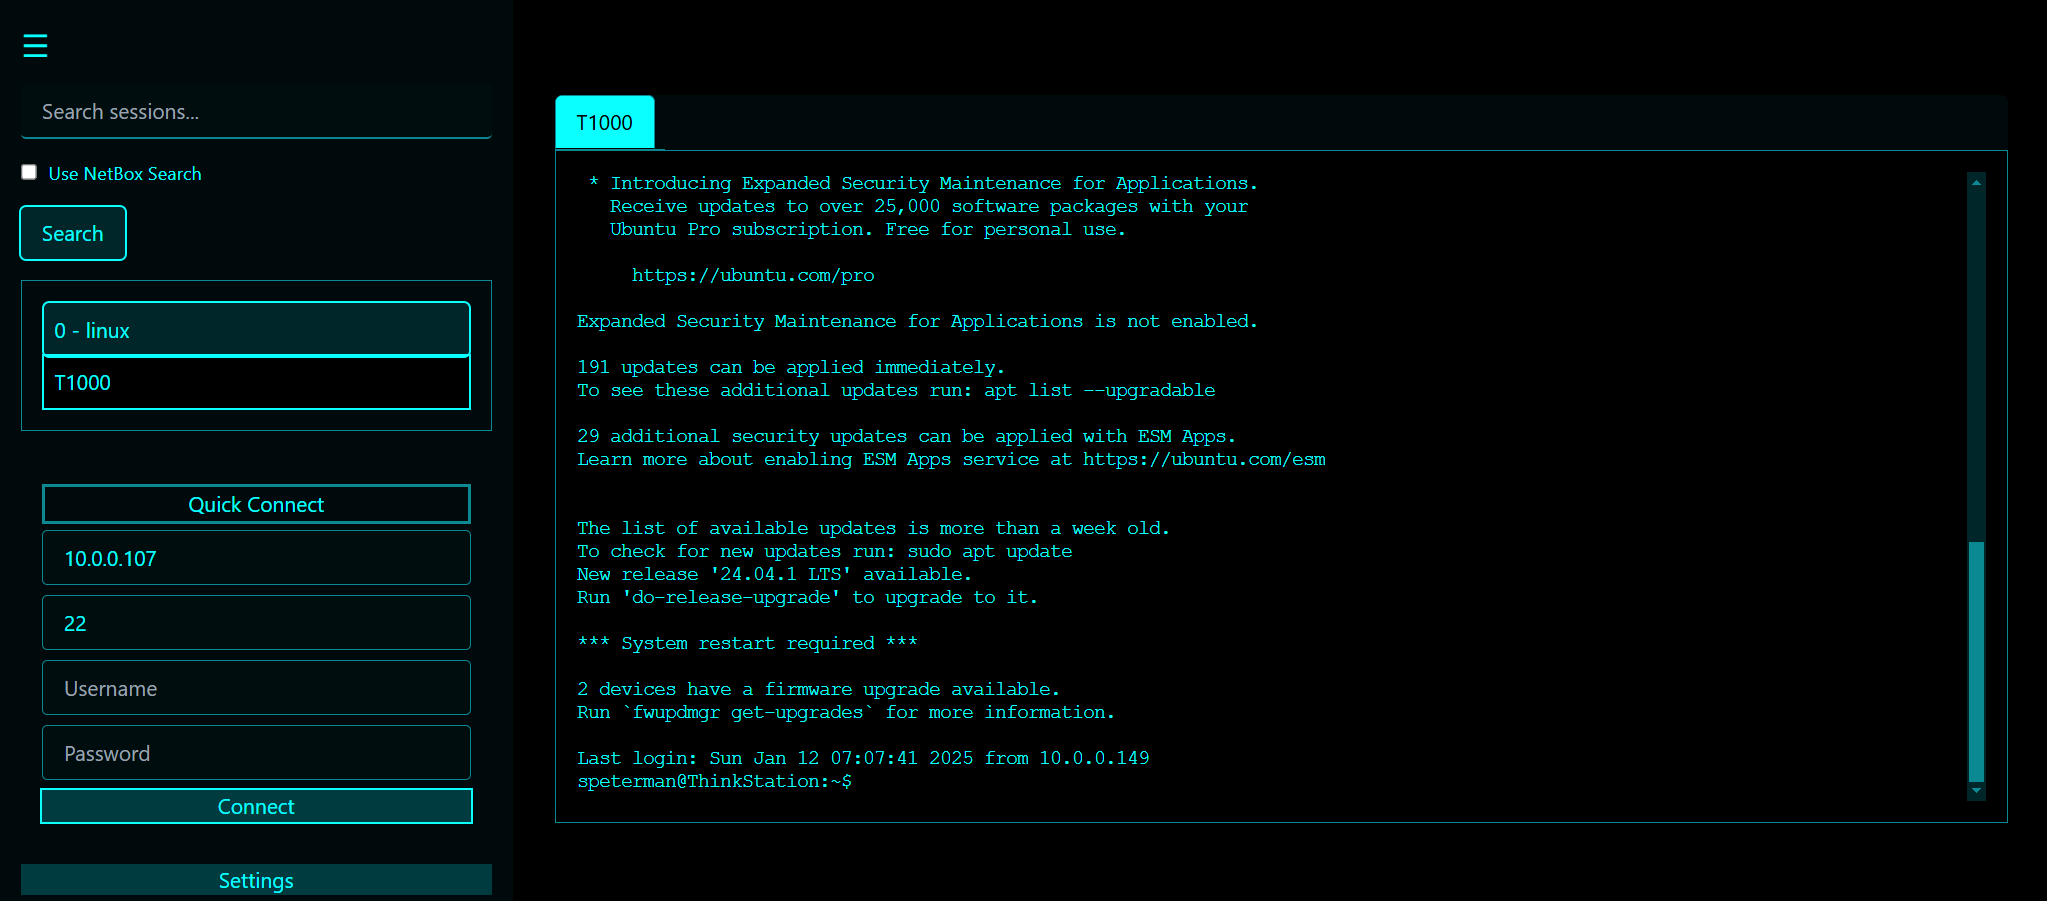 ☰
Search sessions...
Use NetBox Search
Search
0 - linux
T1000
Quick Connect
10.0.0.107
22
Username
Password
Connect
Settings
T1000
* Introducing Expanded Security Maintenance for Applications.
Receive updates to over 25,000 software packages with your
Ubuntu Pro subscription. Free for personal use.
https://ubuntu.com/pro
Expanded Security Maintenance for Applications is not enabled.
191 updates can be applied immediately.
To see these additional updates run: apt list --upgradable
29 additional security updates can be applied with ESM Apps.
Learn more about enabling ESM Apps service at https://ubuntu.com/esm
The list of available updates is more than a week old.
To check for new updates run: sudo apt update
New release '24.04.1 LTS' available.
Run 'do-release-upgrade' to upgrade to it.
*** System restart required ***
2 devices have a firmware upgrade available.
Run `fwupdmgr get-upgrades` for more information.
Last login: Sun Jan 12 07:07:41 2025 from 10.0.0.149
speterman@ThinkStation:~$